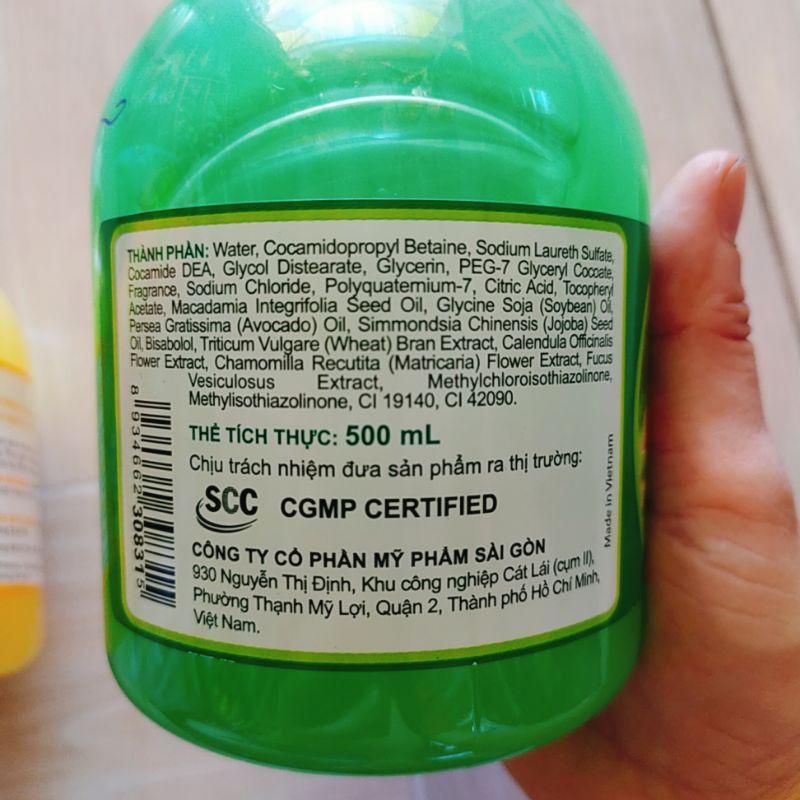 THÀNH PHẦN: Water, Cocamidopropyl Betaine, Sodium Laureth Sulfate,
Cocamide DEA, Glycol Distearate, Glycerin, PEG-7 Glyceryl Cocoate,
Fragrance, Sodium Chloride, Polyquaternium-7, Citric Acid, Tocopheryl
Acetate, Macadamia Integrifolia Seed Oil, Glycine Soja (Soybean) Oil,
Persea Gratissima (Avocado) Oil, Simmondsia Chinensis (Jojoba) Seed
Oil, Bisabolol, Triticum Vulgare (Wheat) Bran Extract, Calendula Officinalis
Flower Extract, Chamomilla Recutita (Matricaria) Flower Extract, Fucus
Vesiculosus Extract, Methylchloroisothiazolinone,
Methylisothiazolinone, CI 19140, CI 42090.
8 934662 308315
THỂ TÍCH THỰC: 500 mL
Chịu trách nhiệm đưa sản phẩm ra thị trường:
SCC CGMP CERTIFIED
CÔNG TY CỔ PHẦN MỸ PHẨM SÀI GÒN
930 Nguyễn Thị Định, Khu công nghiệp Cát Lái (cụm II),
Phường Thạnh Mỹ Lợi, Quận 2, Thành phố Hồ Chí Minh,
Việt Nam.
Made in Vietnam